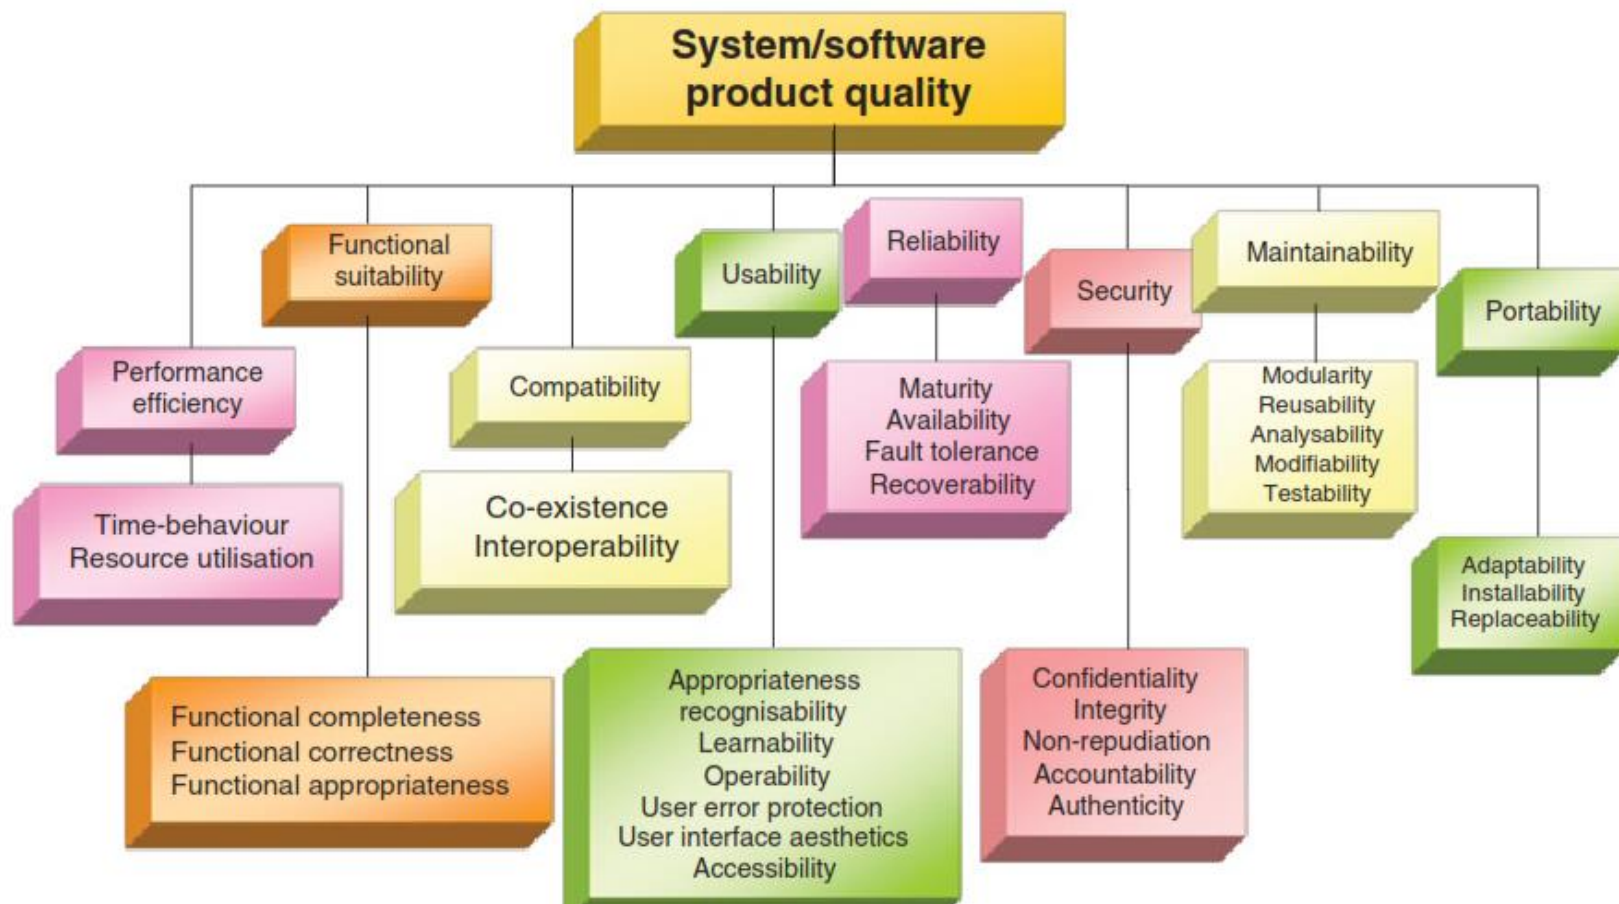 System/software
product quality
Functional
suitability
Usability
Reliability
Security
Maintainability
Portability
Performance
efficiency
Compatibility
Time-behaviour
Resource utilisation
Co-existence
Interoperability
Maturity
Availability
Fault tolerance
Recoverability
Modularity
Reusability
Analysability
Modifiability
Testability
Adaptability
Installability
Replaceability
Functional completeness
Functional correctness
Functional appropriateness
Appropriateness
recognisability
Learnability
Operability
User error protection
User interface aesthetics
Accessibility
Confidentiality
Integrity
Non-repudiation
Accountability
Authenticity